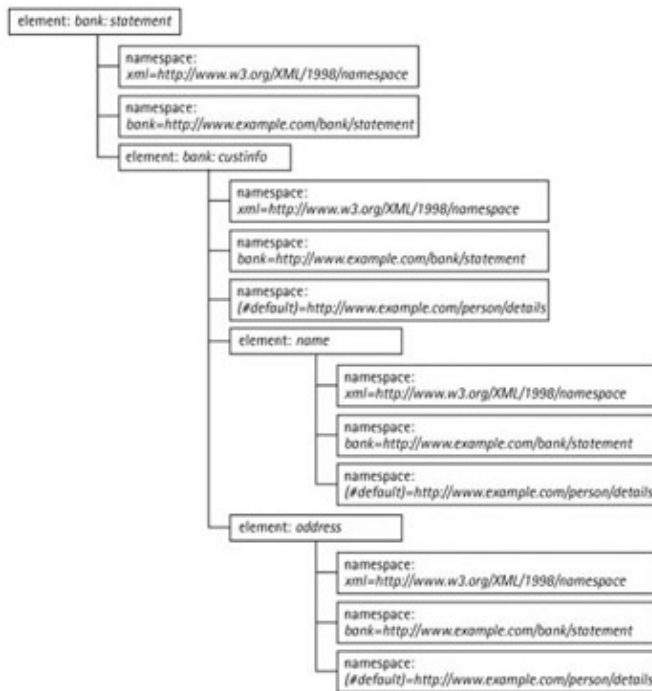 element: bank: statement
namespace:
xml=http://www.w3.org/XML/1998/namespace
namespace:
bank=http://www.example.com/bank/statement
element: bank: custinfo
namespace:
xml=http://www.w3.org/XML/1998/namespace
namespace:
bank=http://www.example.com/bank/statement
namespace:
(#default)=http://www.example.com/person/details
element: name
namespace:
xml=http://www.w3.org/XML/1998/namespace
namespace:
bank=http://www.example.com/bank/statement
namespace:
(#default)=http://www.example.com/person/details
element: address
namespace:
xml=http://www.w3.org/XML/1998/namespace
namespace:
bank=http://www.example.com/bank/statement
namespace:
(#default)=http://www.example.com/person/details